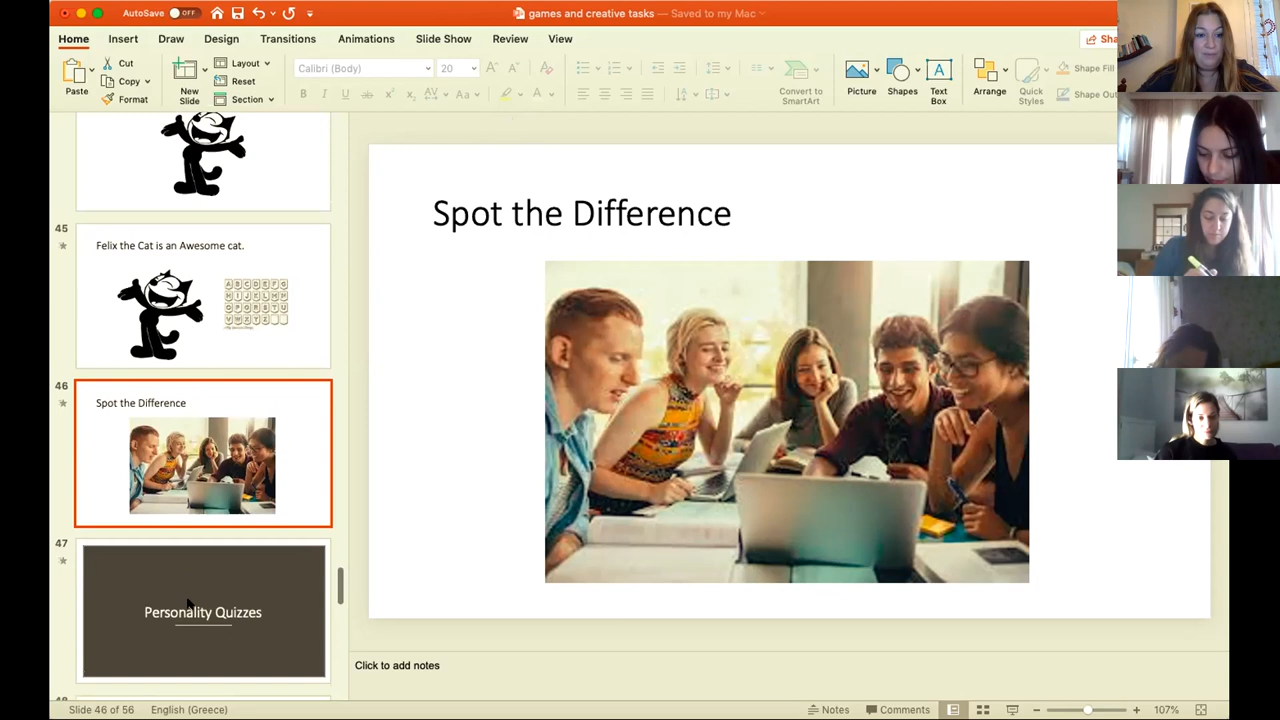 AutoSave OFF
games and creative tasks — Saved to my Mac
Home Insert Draw Design Transitions Animations Slide Show Review View
Paste
Cut
Copy
Format
New
Slide
Layout
Reset
Section
Calibri (Body) 20
Convert to
SmartArt
Picture
Shapes
Text
Box
Arrange
Quick
Styles
Shape Fill
45
Felix the Cat is an Awesome cat.
46
Spot the Difference
47
Personality Quizzes
Spot the Difference
Click to add notes
Slide 46 of 56 English (Greece) Notes Comments 107%